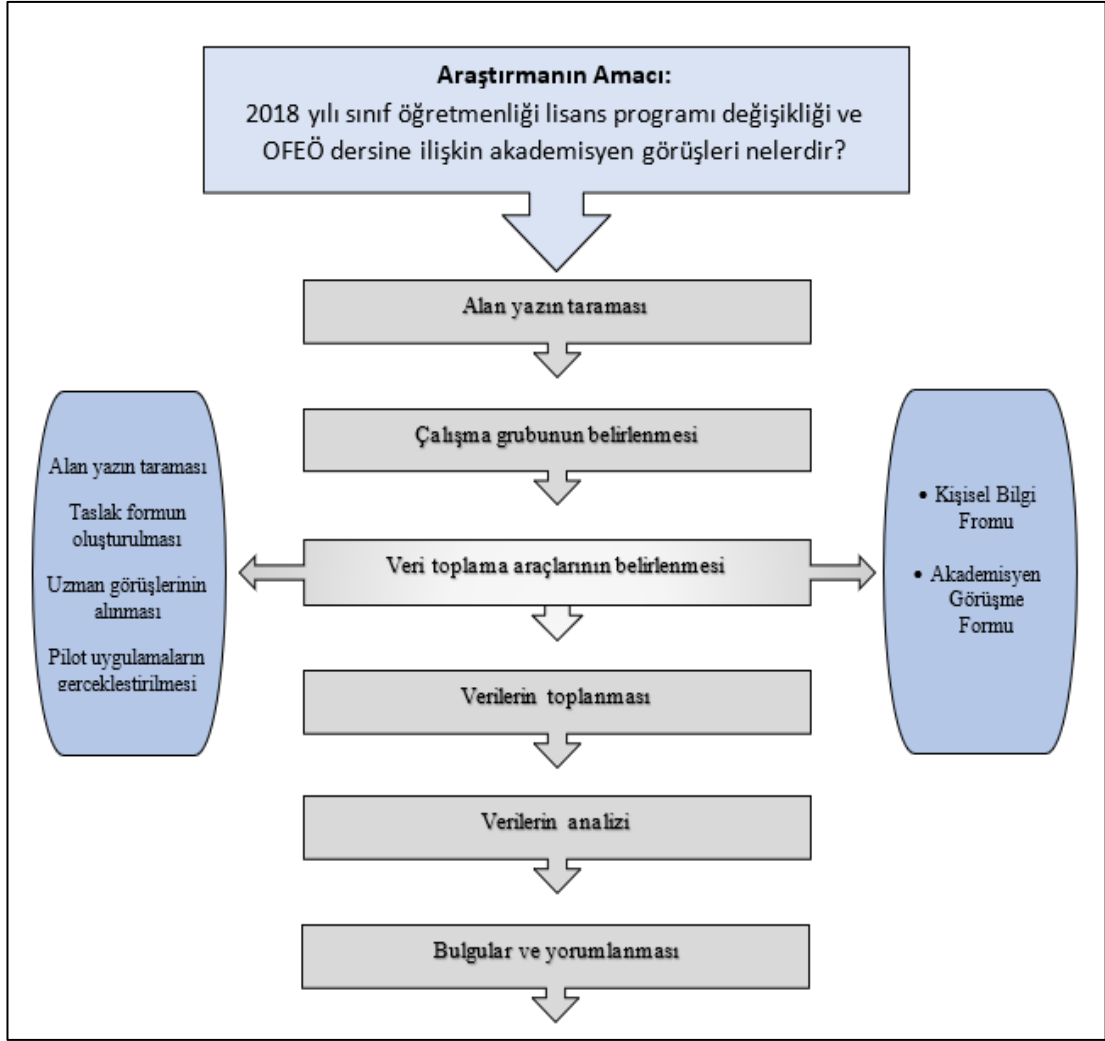 Araştırmanın Amacı:
2018 yılı sınıf öğretmenliği lisans programı değişikliği ve
OFEÖ dersine ilişkin akademisyen görüşleri nelerdir?
Alan yazın taraması
Çalışma grubunun belirlenmesi
Veri toplama araçlarının belirlenmesi
Alan yazın taraması
Taslak formun
oluşturulması
Uzman görüşlerinin
alınması
Pilot uygulamaların
gerçekleştirilmesi
• Kişisel Bilgi
Fromu
• Akademisyen
Görüşme
Formu
Verilerin toplanması
Verilerin analizi
Bulgular ve yorumlanması